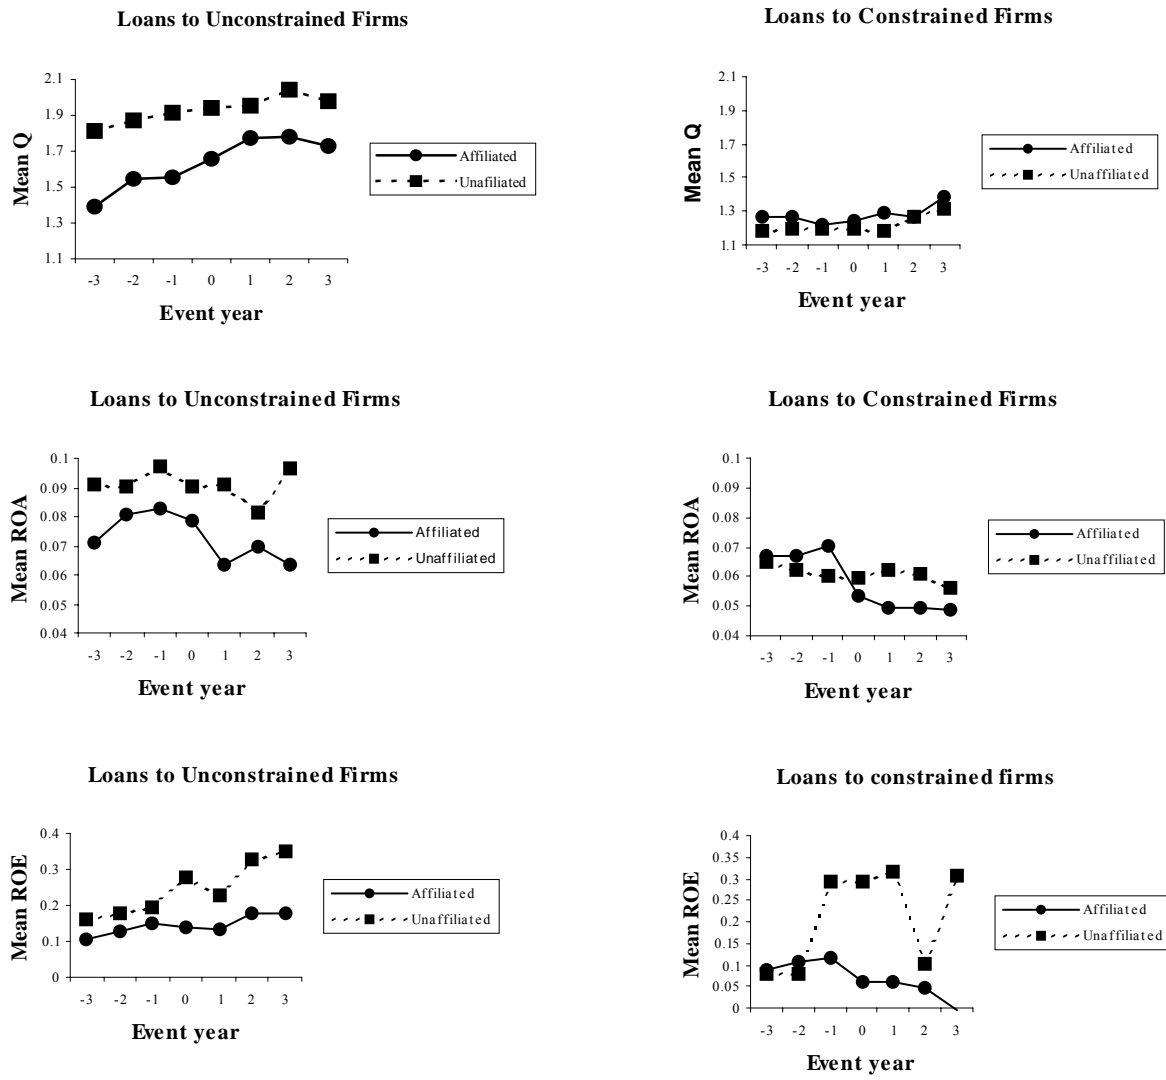 Loans to Unconstrained Firms
2.1
1.9
1.7
1.5
1.3
1.1
Mean Q
-3 -2 -1 0 1 2 3
Event year
Affiliated
Unafiliated
Loans to Constrained Firms
2.1
1.9
1.7
1.5
1.3
1.1
Mean Q
-3 -2 -1 0 1 2 3
Event year
Affiliated
Unaffiliated
Loans to Unconstrained Firms
0.1
0.09
0.08
0.07
0.06
0.05
0.04
Mean ROA
-3 -2 -1 0 1 2 3
Event year
Affiliated
Unaffiliated
Loans to Constrained Firms
0.1
0.09
0.08
0.07
0.06
0.05
0.04
Mean ROA
-3 -2 -1 0 1 2 3
Event year
Affiliated
Unaffiliated
Loans to Unconstrained Firms
0.4
0.3
0.2
0.1
0
Mean ROE
-3 -2 -1 0 1 2 3
Event year
Affiliated
Unaffiliated
Loans to constrained firms
0.4
0.35
0.3
0.25
0.2
0.15
0.1
0.05
0
Mean ROE
-3 -2 -1 0 1 2 3
Event year
Affiliated
Unaffiliated